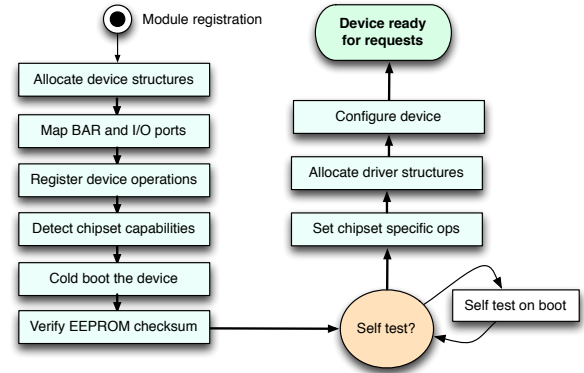 Module registration
Allocate device structures
Map BAR and I/O ports
Register device operations
Detect chipset capabilities
Cold boot the device
Verify EEPROM checksum
Self test?
Self test on boot
Set chipset specific ops
Allocate driver structures
Configure device
Device ready
for requests